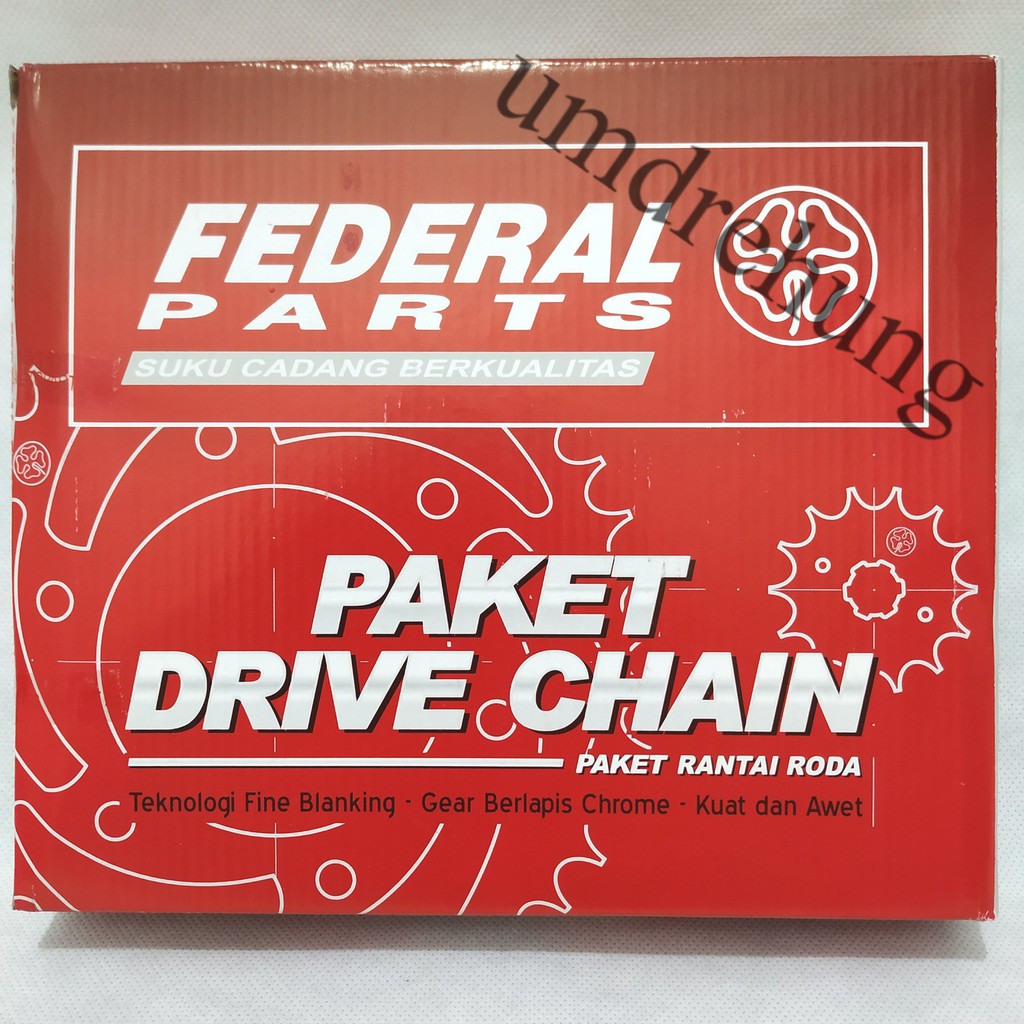 umdrehung
FEDERAL
PARTS
SUKU CADANG BERKUALITAS
PAKET
DRIVE CHAIN
PAKET RANTAI RODA
Teknologi Fine Blanking - Gear Berlapis Chrome - Kuat dan Awet